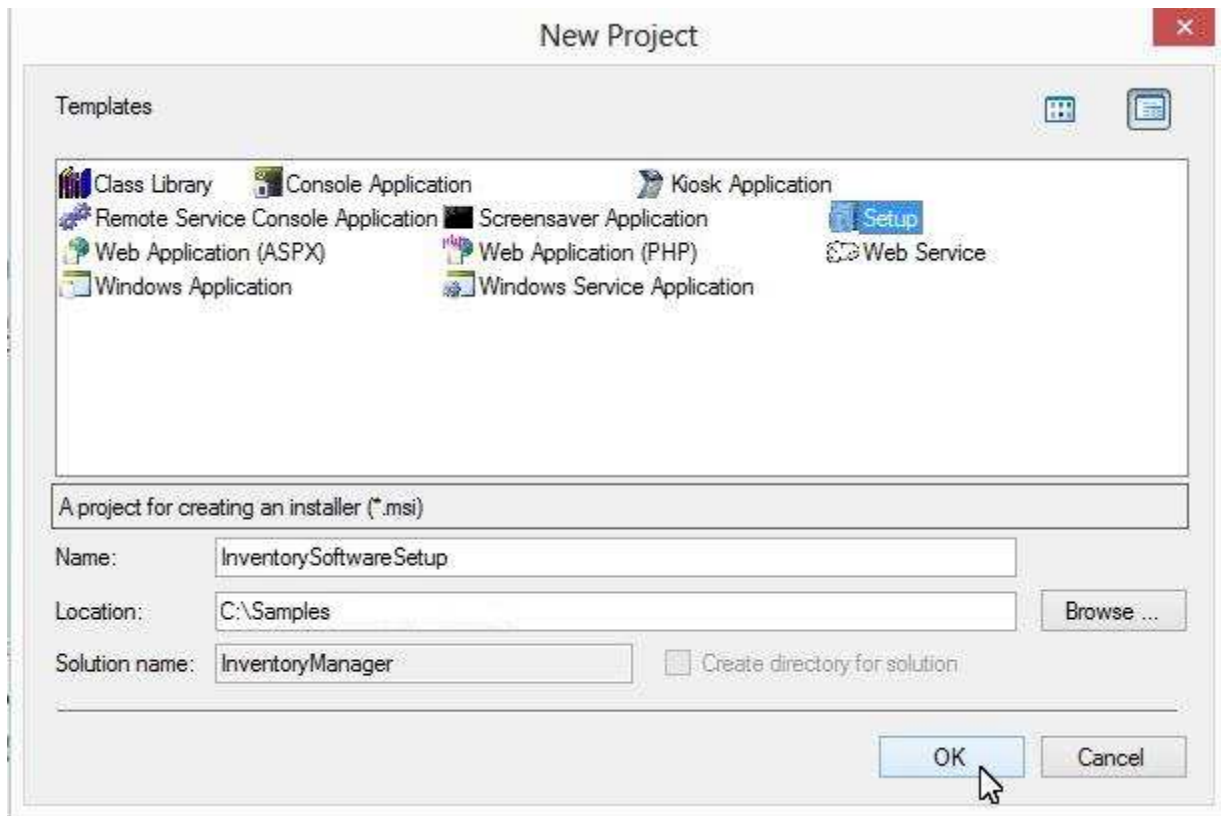 New Project
Templates
Class Library Console Application Kiosk Application
Remote Service Console Application Screensaver Application Setup
Web Application (ASPX) Web Application (PHP) Web Service
Windows Application Windows Service Application
A project for creating an installer (*.msi)
Name: InventorySoftwareSetup
Location: C:\Samples Browse ...
Solution name: InventoryManager Create directory for solution
OK Cancel